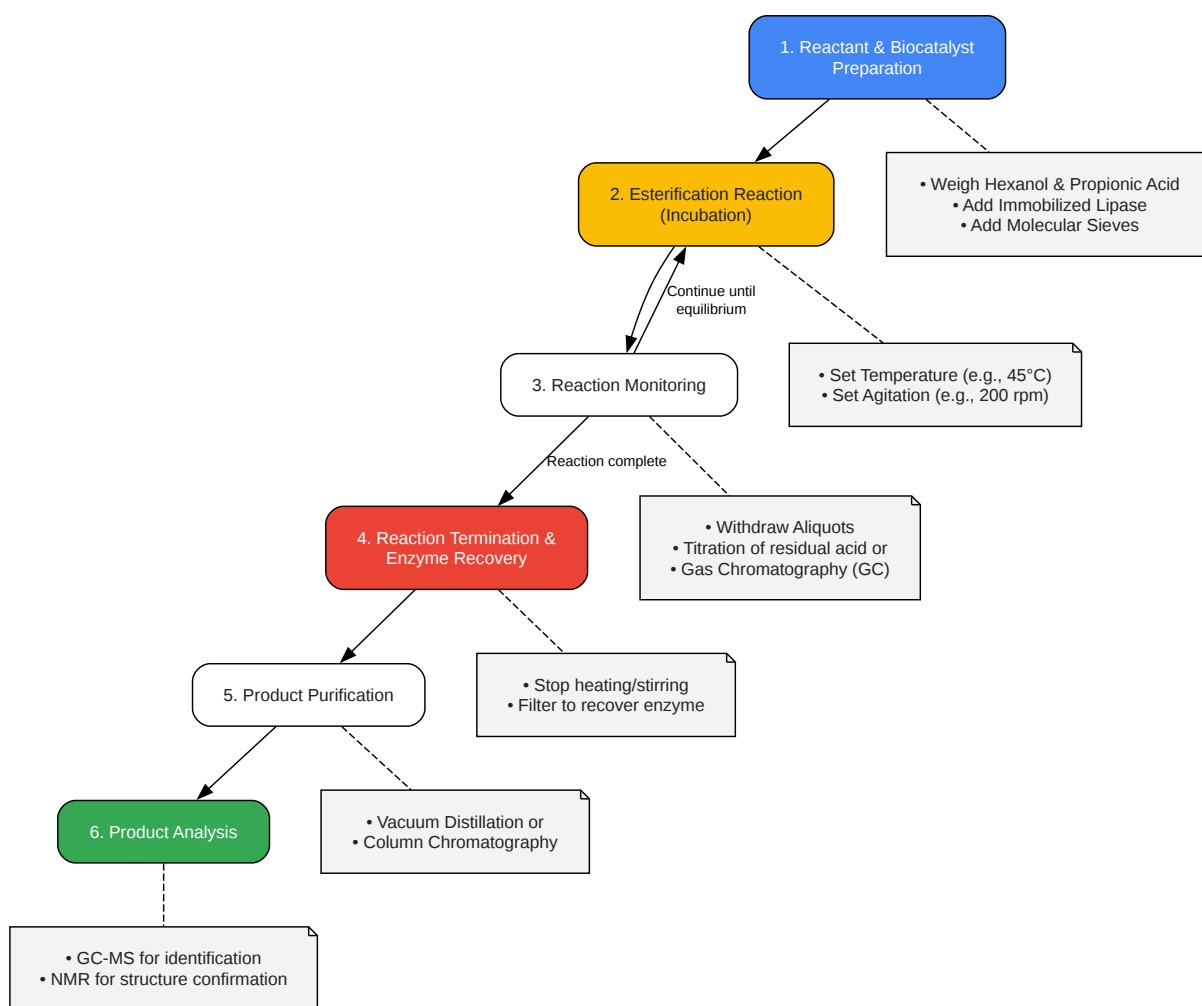 1. Reactant & Biocatalyst
Preparation
• Weigh Hexanol & Propionic Acid
• Add Immobilized Lipase
• Add Molecular Sieves
2. Esterification Reaction
(Incubation)
Continue until
equilibrium
• Set Temperature (e.g., 45°C)
• Set Agitation (e.g., 200 rpm)
3. Reaction Monitoring
Reaction complete
• Withdraw Aliquots
• Titration of residual acid or
• Gas Chromatography (GC)
4. Reaction Termination &
Enzyme Recovery
• Stop heating/stirring
• Filter to recover enzyme
5. Product Purification
• Vacuum Distillation or
• Column Chromatography
6. Product Analysis
• GC-MS for identification
• NMR for structure confirmation